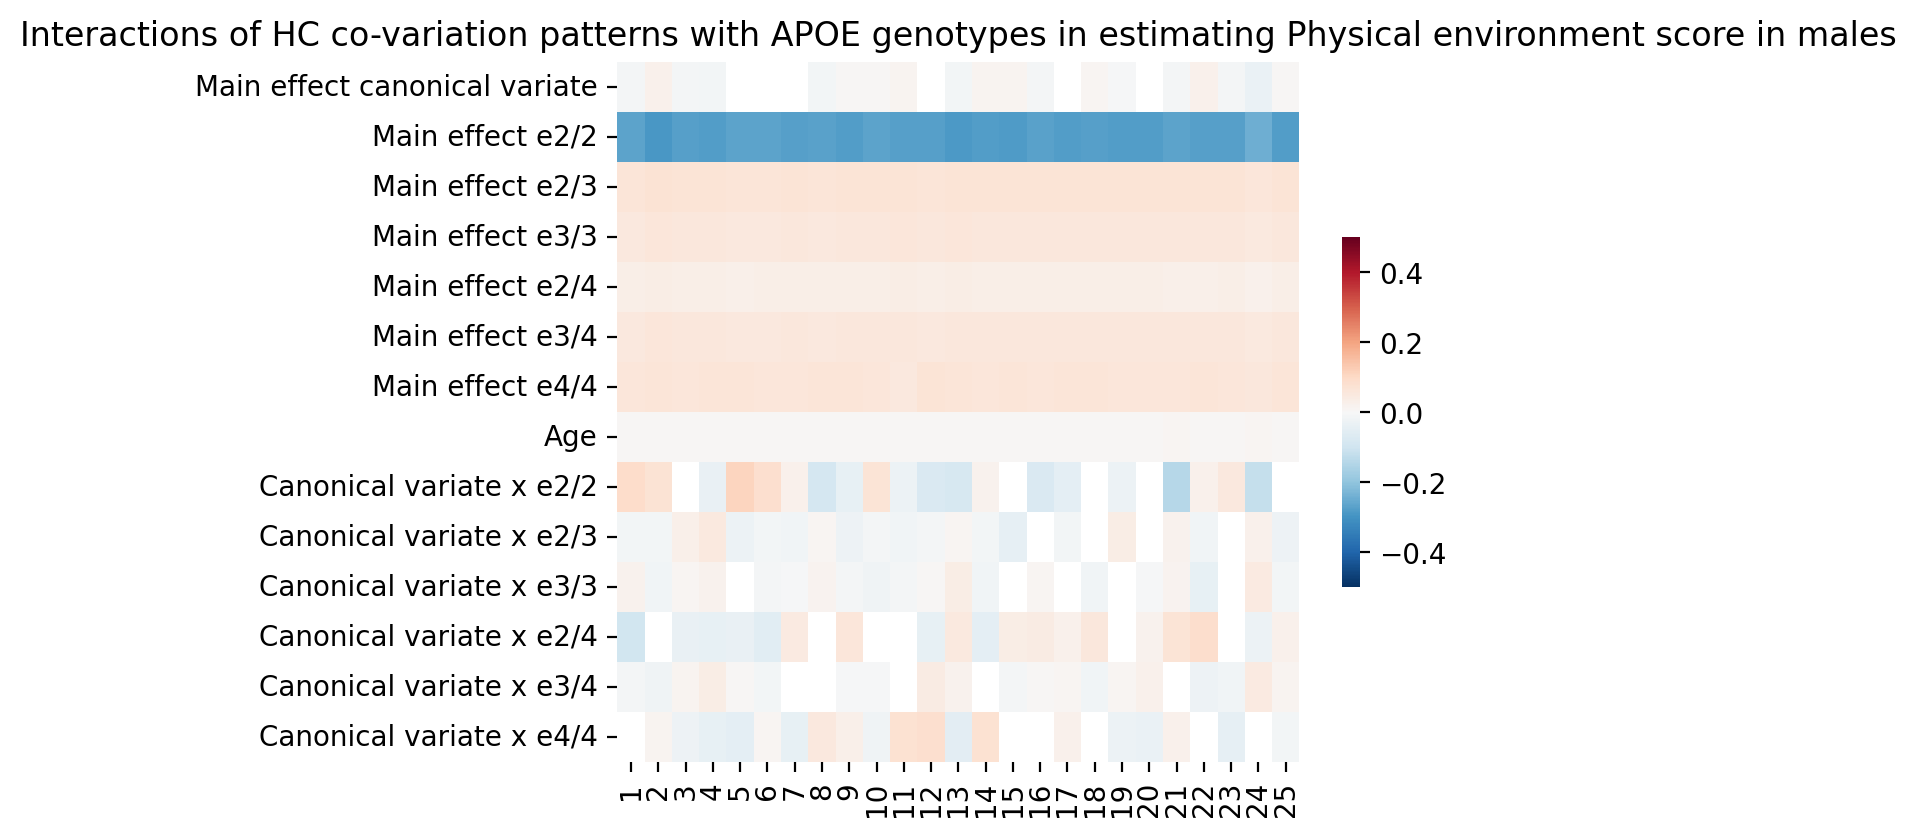 Interactions of HC co-variation patterns with APOE genotypes in estimating Physical environment score in males
Main effect canonical variate
Main effect e2/2
Main effect e2/3
Main effect e3/3
Main effect e2/4
Main effect e3/4
Main effect e4/4
Age
Canonical variate x e2/2
Canonical variate x e2/3
Canonical variate x e3/3
Canonical variate x e2/4
Canonical variate x e3/4
Canonical variate x e4/4
1 2 3 4 5 6 7 8 9 10 11 12 13 14 15 16 17 18 19 20 21 22 23 24 25
0.4
0.2
0.0
−0.2
−0.4